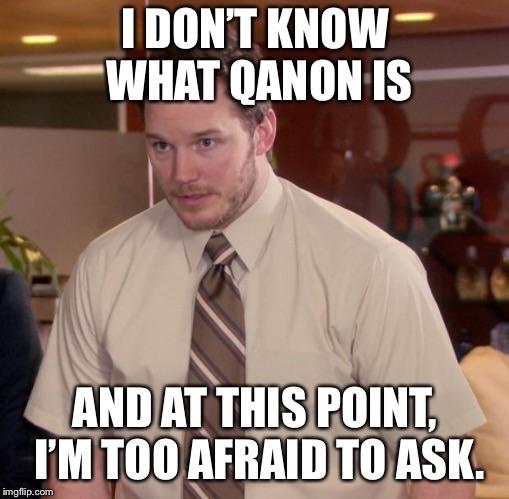 I DON'T KNOW
WHAT QANON IS
AND AT THIS POINT,
I'M TOO AFRAID TO ASK.
imgflip.com